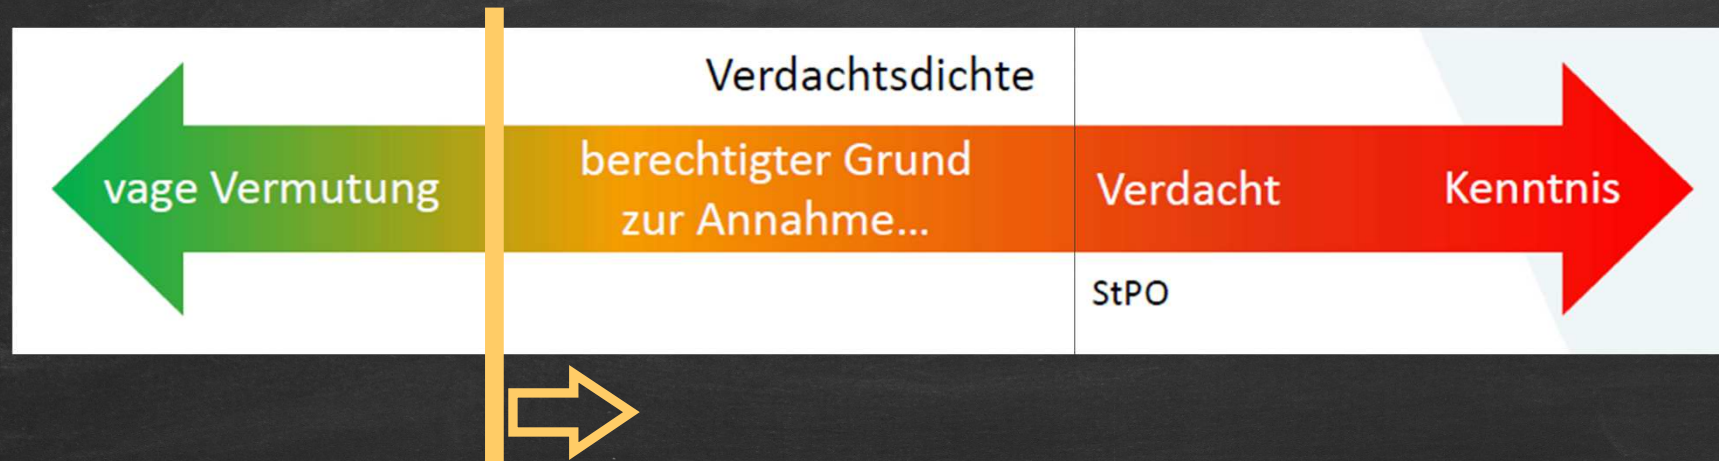 Verdachtsdichte
vage Vermutung
berechtigter Grund
zur Annahme...
Verdacht
Kenntnis
StPO